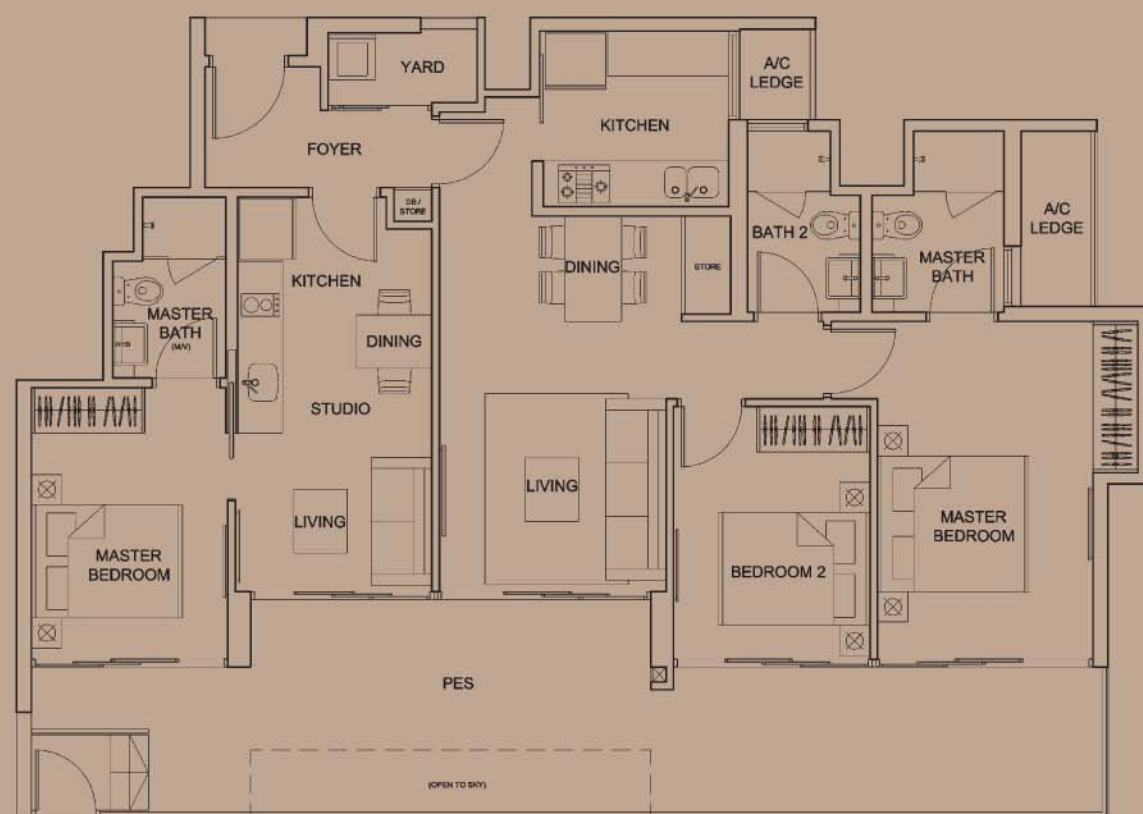 YARD
A/C
LEDGE
KITCHEN
FOYER
DB /
STORE
A/C
LEDGE
BATH 2
MASTER
BATH
DINING
STORE
KITCHEN
MASTER
BATH
(M/V)
DINING
STUDIO
LIVING
LIVING
MASTER
BEDROOM
MASTER
BEDROOM
BEDROOM 2
PES
(OPEN TO SKY)